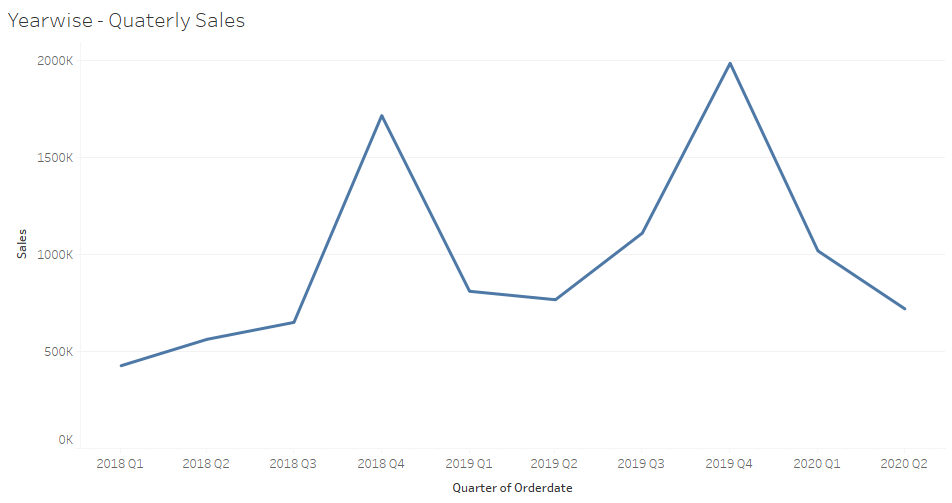 Yearwise - Quaterly Sales
2000K
1500K
1000K
500K
0K
Sales
2018 Q1 2018 Q2 2018 Q3 2018 Q4 2019 Q1 2019 Q2 2019 Q3 2019 Q4 2020 Q1 2020 Q2
Quarter of Orderdate